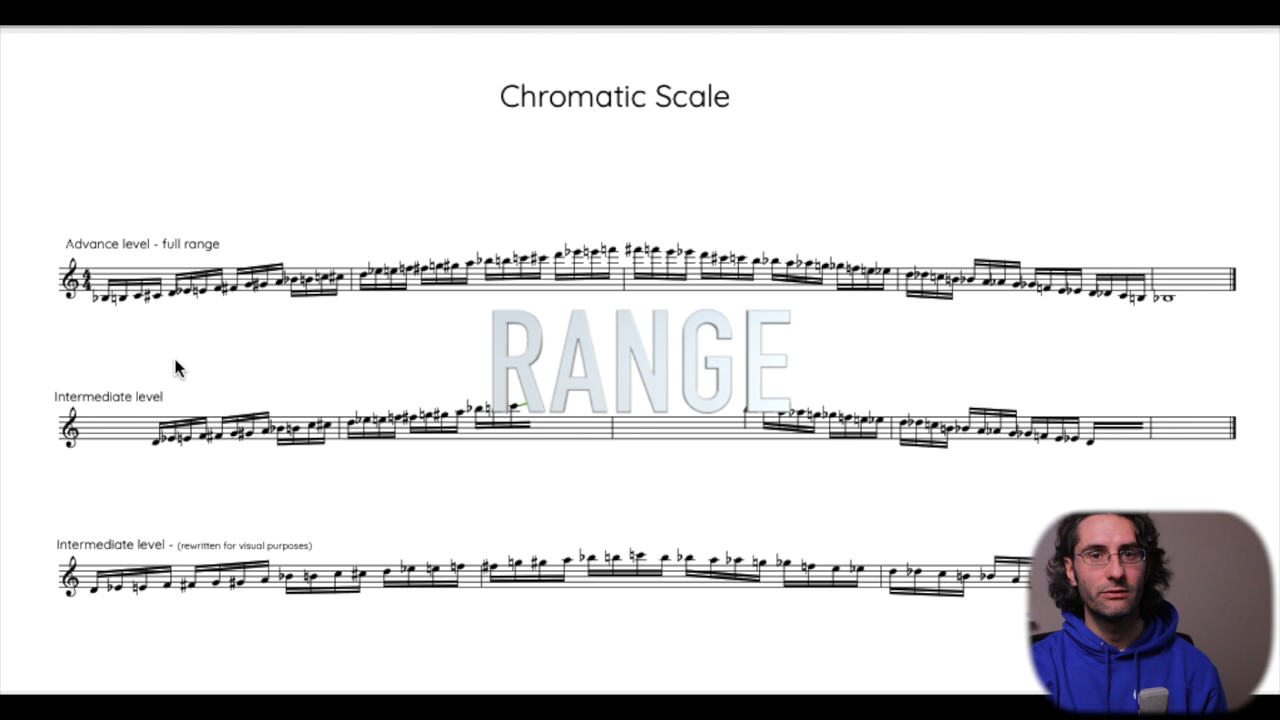 Chromatic Scale
Advance level - full range
RANGE
Intermediate level
Intermediate level - (rewritten for visual purposes)